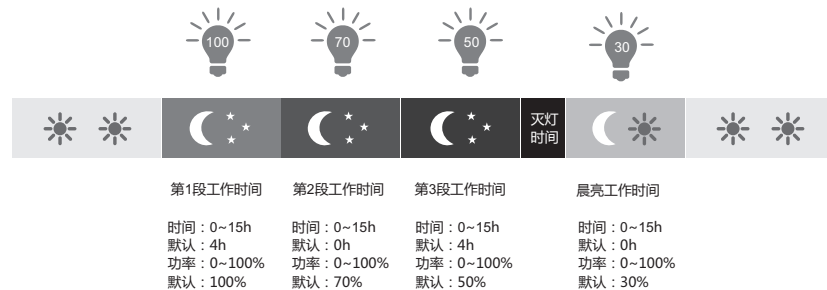 100
70
50
30
灭灯
时间
第1段工作时间
第2段工作时间
第3段工作时间
晨亮工作时间
时间：0~15h
默认：4h
功率：0~100%
默认：100%
时间：0~15h
默认：0h
功率：0~100%
默认：70%
时间：0~15h
默认：4h
功率：0~100%
默认：50%
时间：0~15h
默认：0h
功率：0~100%
默认：30%